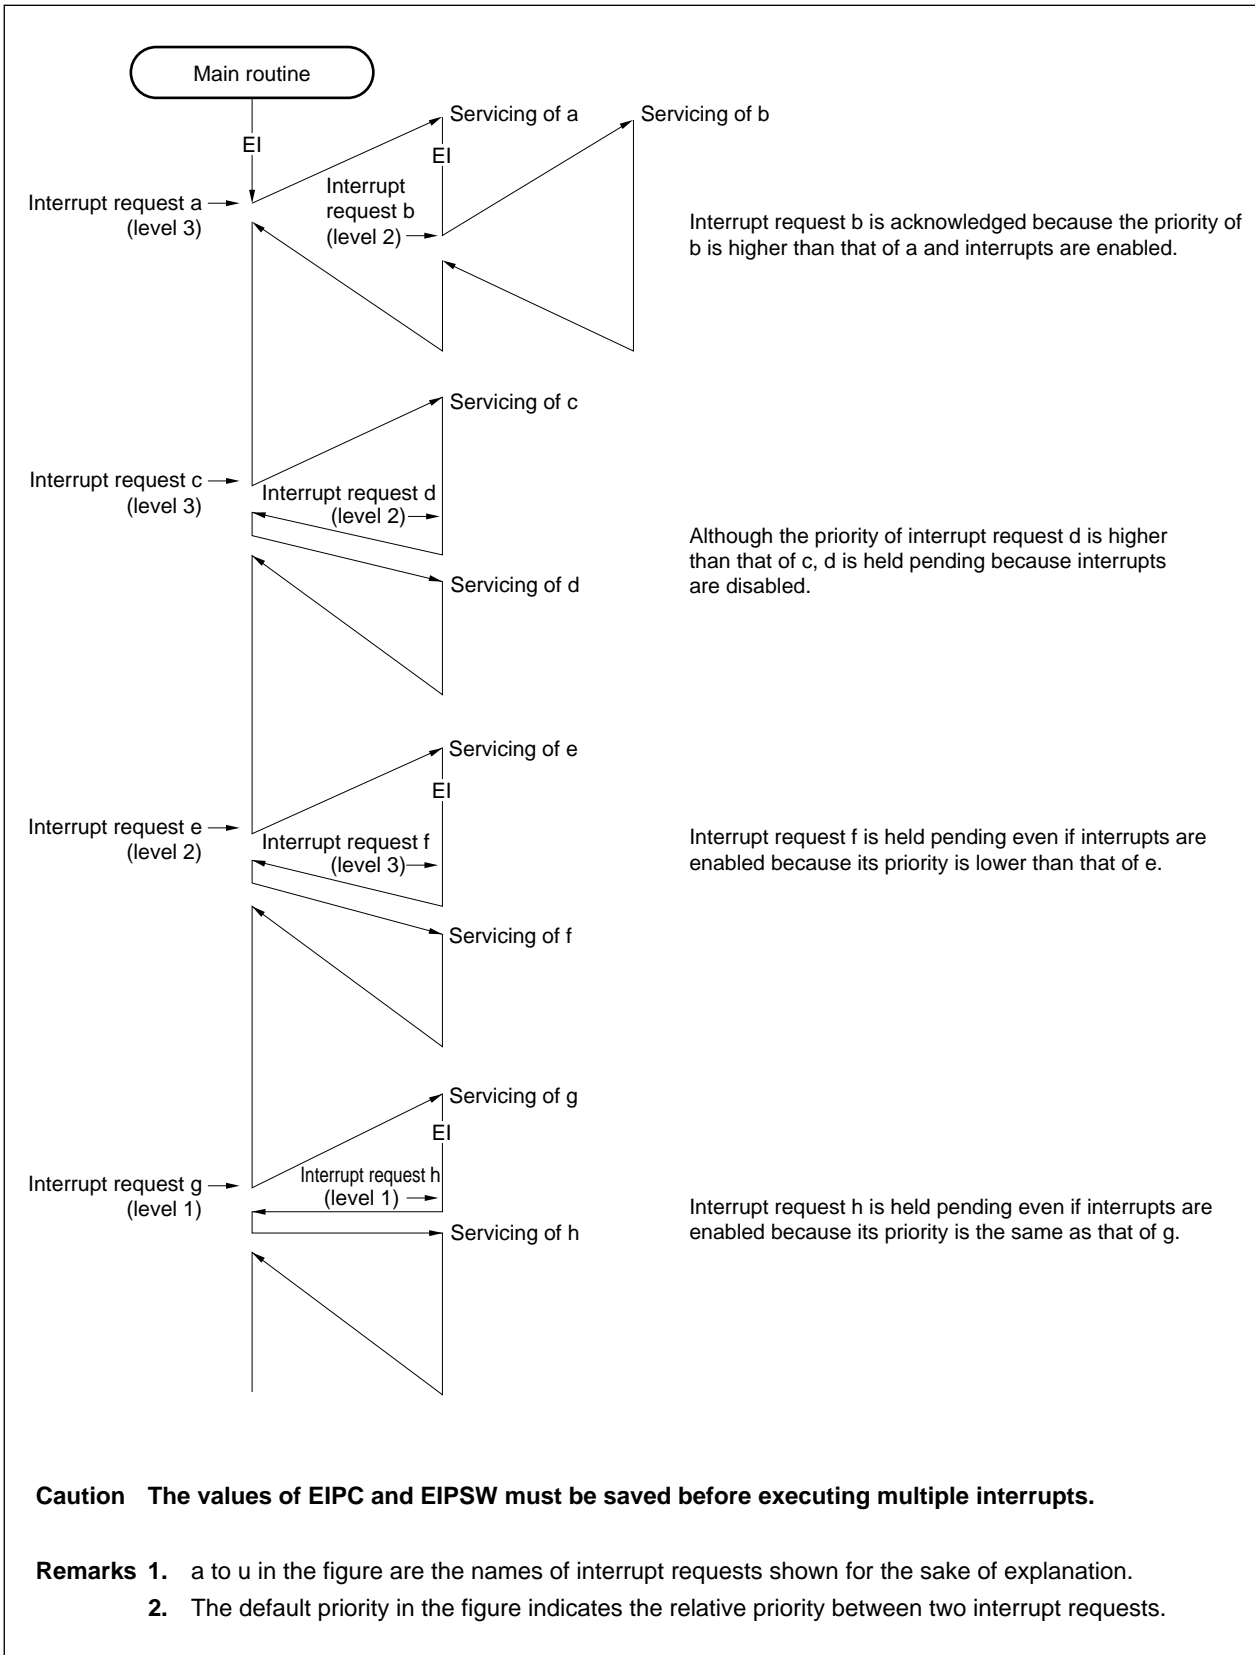 Main routine
EI
Servicing of a
Servicing of b
EI
Interrupt request a
(level 3)
Interrupt
request b
(level 2)
Interrupt request b is acknowledged because the priority of
b is higher than that of a and interrupts are enabled.
Servicing of c
Interrupt request c
(level 3)
Interrupt request d
(level 2)
Although the priority of interrupt request d is higher
than that of c, d is held pending because interrupts
are disabled.
Servicing of d
Servicing of e
EI
Interrupt request e
(level 2)
Interrupt request f
(level 3)
Interrupt request f is held pending even if interrupts are
enabled because its priority is lower than that of e.
Servicing of f
Servicing of g
EI
Interrupt request g
(level 1)
Interrupt request h
(level 1)
Interrupt request h is held pending even if interrupts are
enabled because its priority is the same as that of g.
Servicing of h
Caution The values of EIPC and EIPSW must be saved before executing multiple interrupts.
Remarks 1. a to u in the figure are the names of interrupt requests shown for the sake of explanation.
2. The default priority in the figure indicates the relative priority between two interrupt requests.